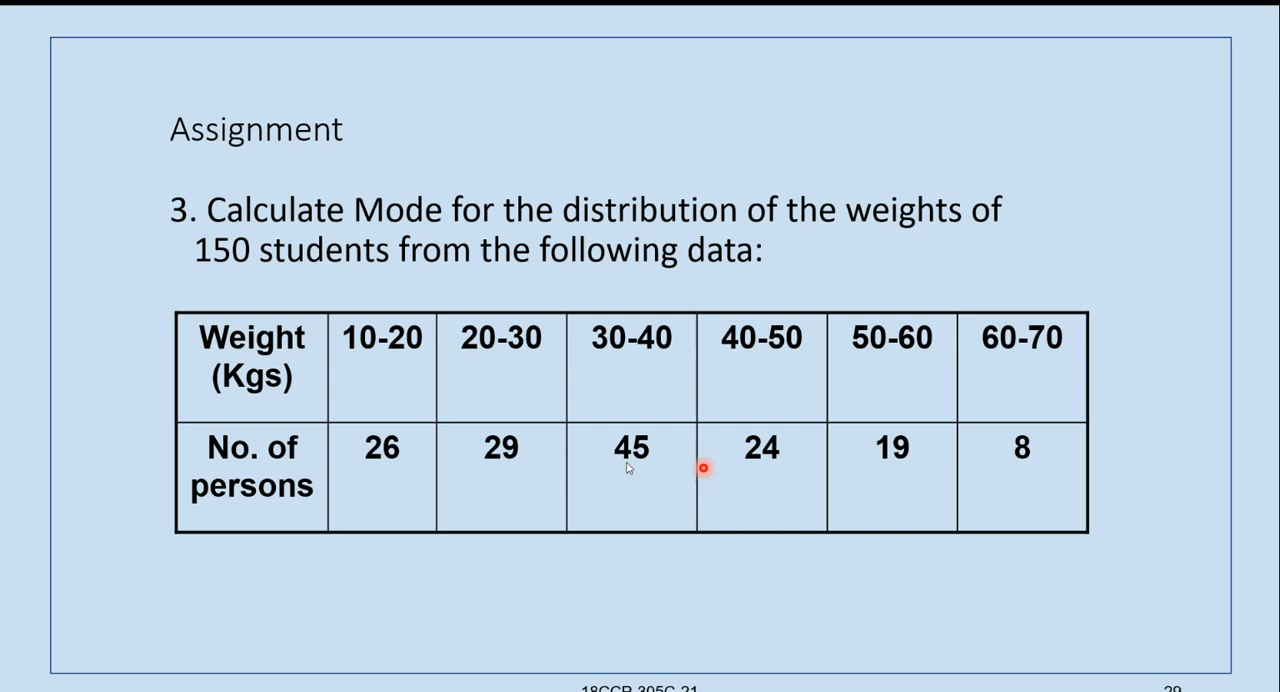 Assignment
3. Calculate Mode for the distribution of the weights of
150 students from the following data:
Weight (Kgs) 10-20 20-30 30-40 40-50 50-60 60-70
No. of persons 26 29 45 24 19 8
29